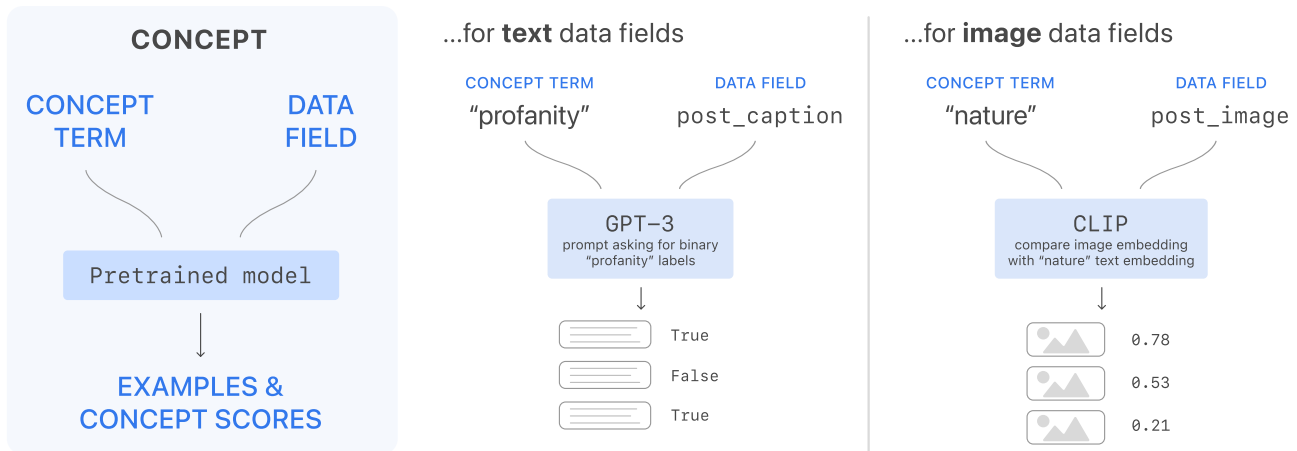 CONCEPT
CONCEPT
TERM
DATA
FIELD
Pretrained model
EXAMPLES &
CONCEPT SCORES
...for text data fields
CONCEPT TERM
DATA FIELD
“profanity”
post_caption
GPT–3
prompt asking for binary
“profanity” labels
True
False
True
...for image data fields
CONCEPT TERM
DATA FIELD
“nature”
post_image
CLIP
compare image embedding
with “nature” text embedding
0.78
0.53
0.21